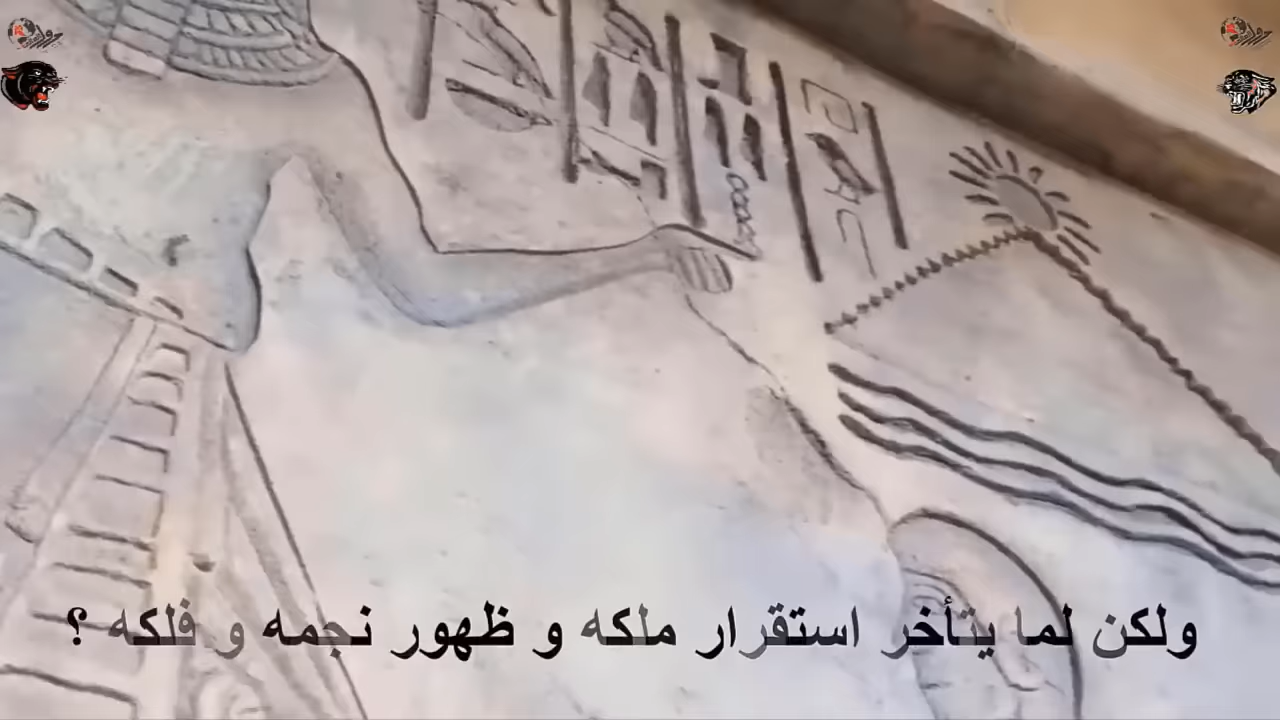 ولكن لما يتأخر استقرار ملكه و ظهور نجمه و فلكه ؟